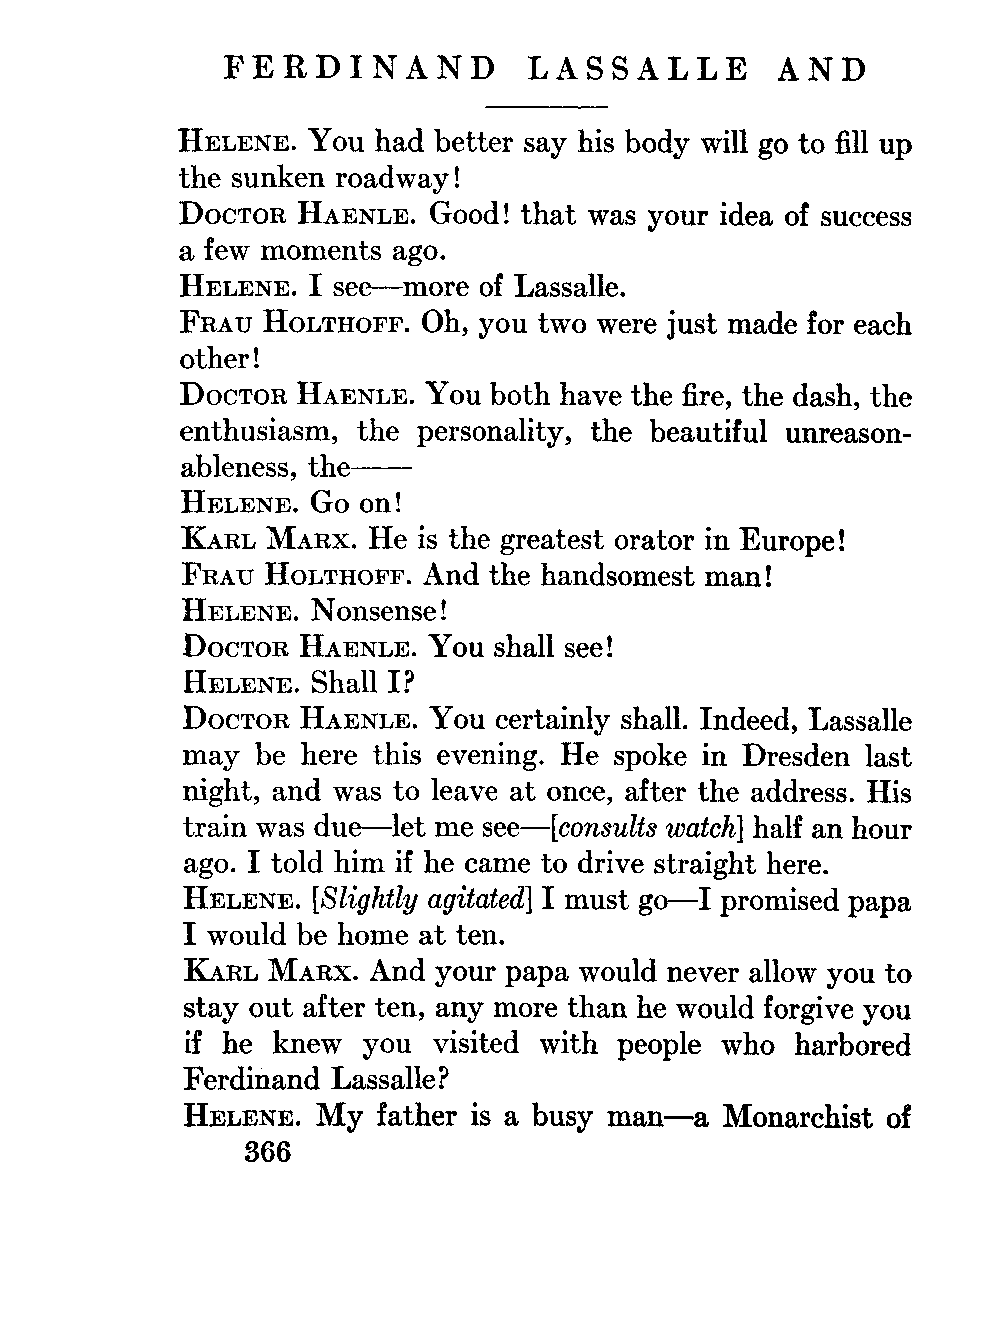 FERDINAND LASSALLE AND
HELENE. You had better say his body will go to fill up
the sunken roadway!
DOCTOR HAENLE. Good! that was your idea of success
a few moments ago.
HELENE. I see—more of Lassalle.
FRAU HOLTHOFF. Oh, you two were just made for each
other!
DOCTOR HAENLE. You both have the fire, the dash, the
enthusiasm, the personality, the beautiful unreason-
ableness, the——
HELENE. Go on!
KARL MARX. He is the greatest orator in Europe!
FRAU HOLTHOFF. And the handsomest man!
HELENE. Nonsense!
DOCTOR HAENLE. You shall see!
HELENE. Shall I?
DOCTOR HAENLE. You certainly shall. Indeed, Lassalle
may be here this evening. He spoke in Dresden last
night, and was to leave at once, after the address. His
train was due—let me see—[consults watch] half an hour
ago. I told him if he came to drive straight here.
HELENE. [Slightly agitated] I must go—I promised papa
I would be home at ten.
KARL MARX. And your papa would never allow you to
stay out after ten, any more than he would forgive you
if he knew you visited with people who harbored
Ferdinand Lassalle?
HELENE. My father is a busy man—a Monarchist of
366